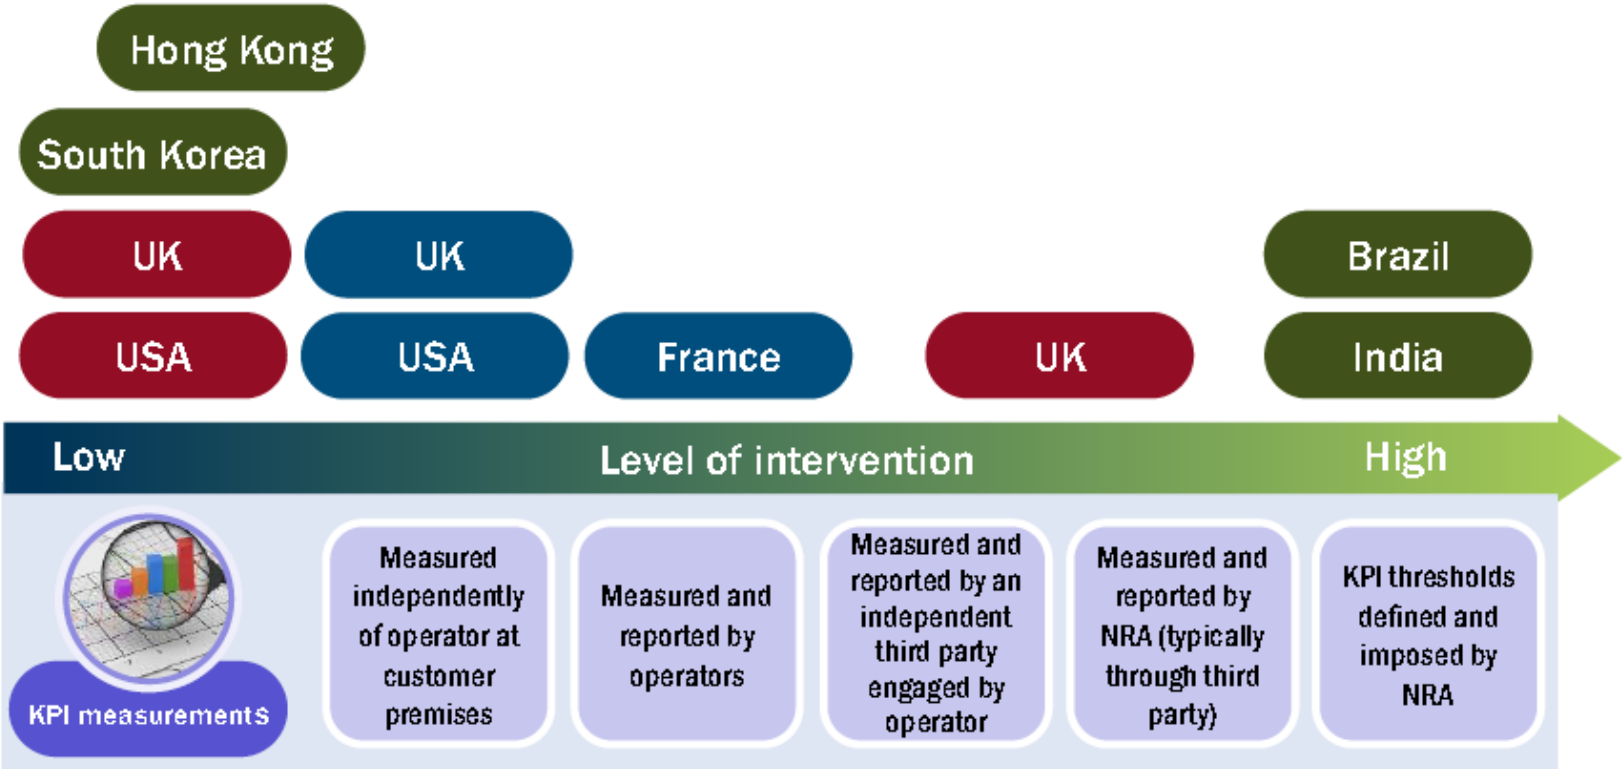 Hong Kong
South Korea
UK
UK
Brazil
USA
USA
France
UK
India
Low
Level of intervention
High
KPI measurements
Measured
independently
of operator at
customer
premises
Measured and
reported by
operators
Measured and
reported by an
independent
third party
engaged by
operator
Measured and
reported by
NRA (typically
through third
party)
KPI thresholds
defined and
imposed by
NRA